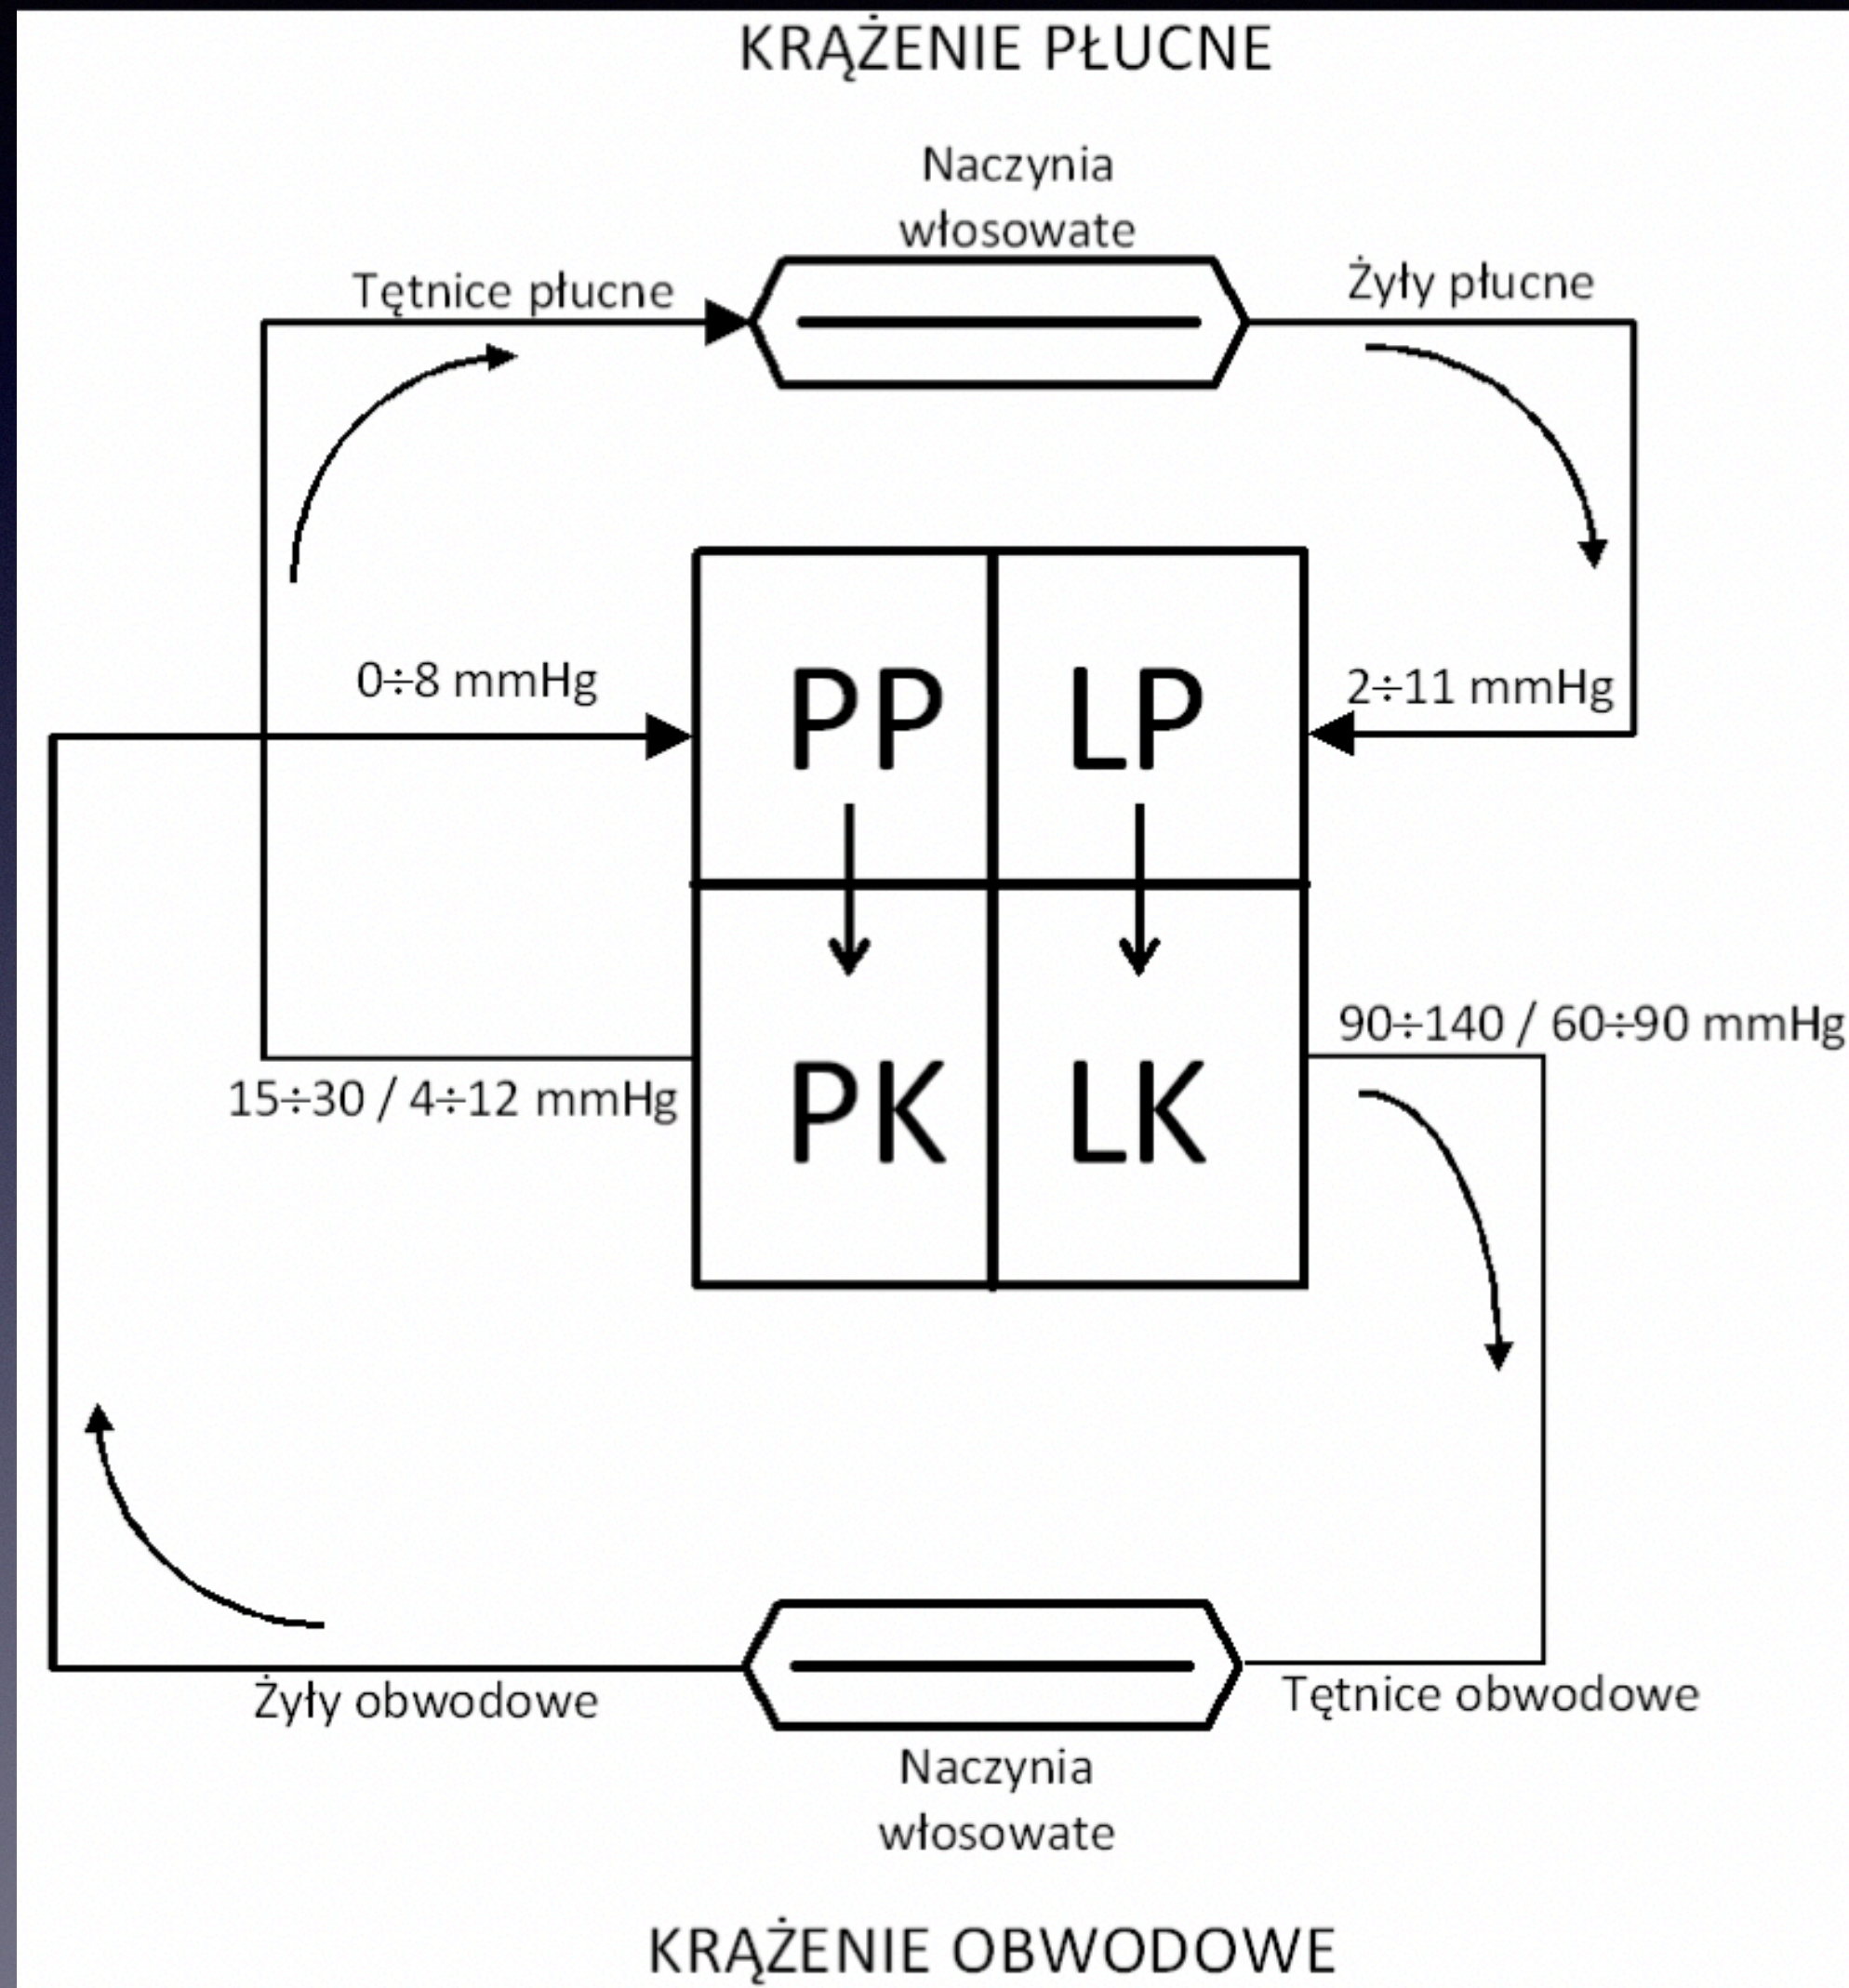 KRĄŻENIE PŁUCNE
Naczynia
włosowate
Tętnice płucne
Żyły płucne
0÷8 mmHg
PP
LP
2÷11 mmHg
90÷140 / 60÷90 mmHg
15÷30 / 4÷12 mmHg
PK
LK
Żyły obwodowe
Tętnice obwodowe
Naczynia
włosowate
KRĄŻENIE OBWODOWE